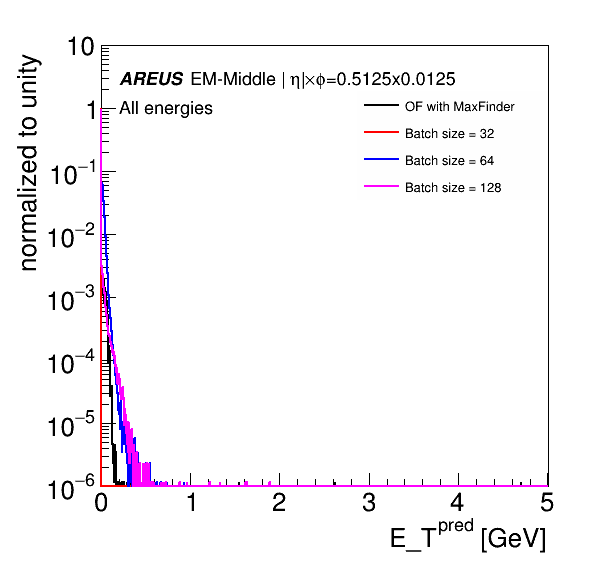 normalized to unity
10
1
10−1
10−2
10−3
10−4
10−5
10−6
AREUS EM-Middle | η|×ϕ=0.5125x0.0125
All energies
OF with MaxFinder
Batch size = 32
Batch size = 64
Batch size = 128
0 1 2 3 4 5
E_Tpred [GeV]